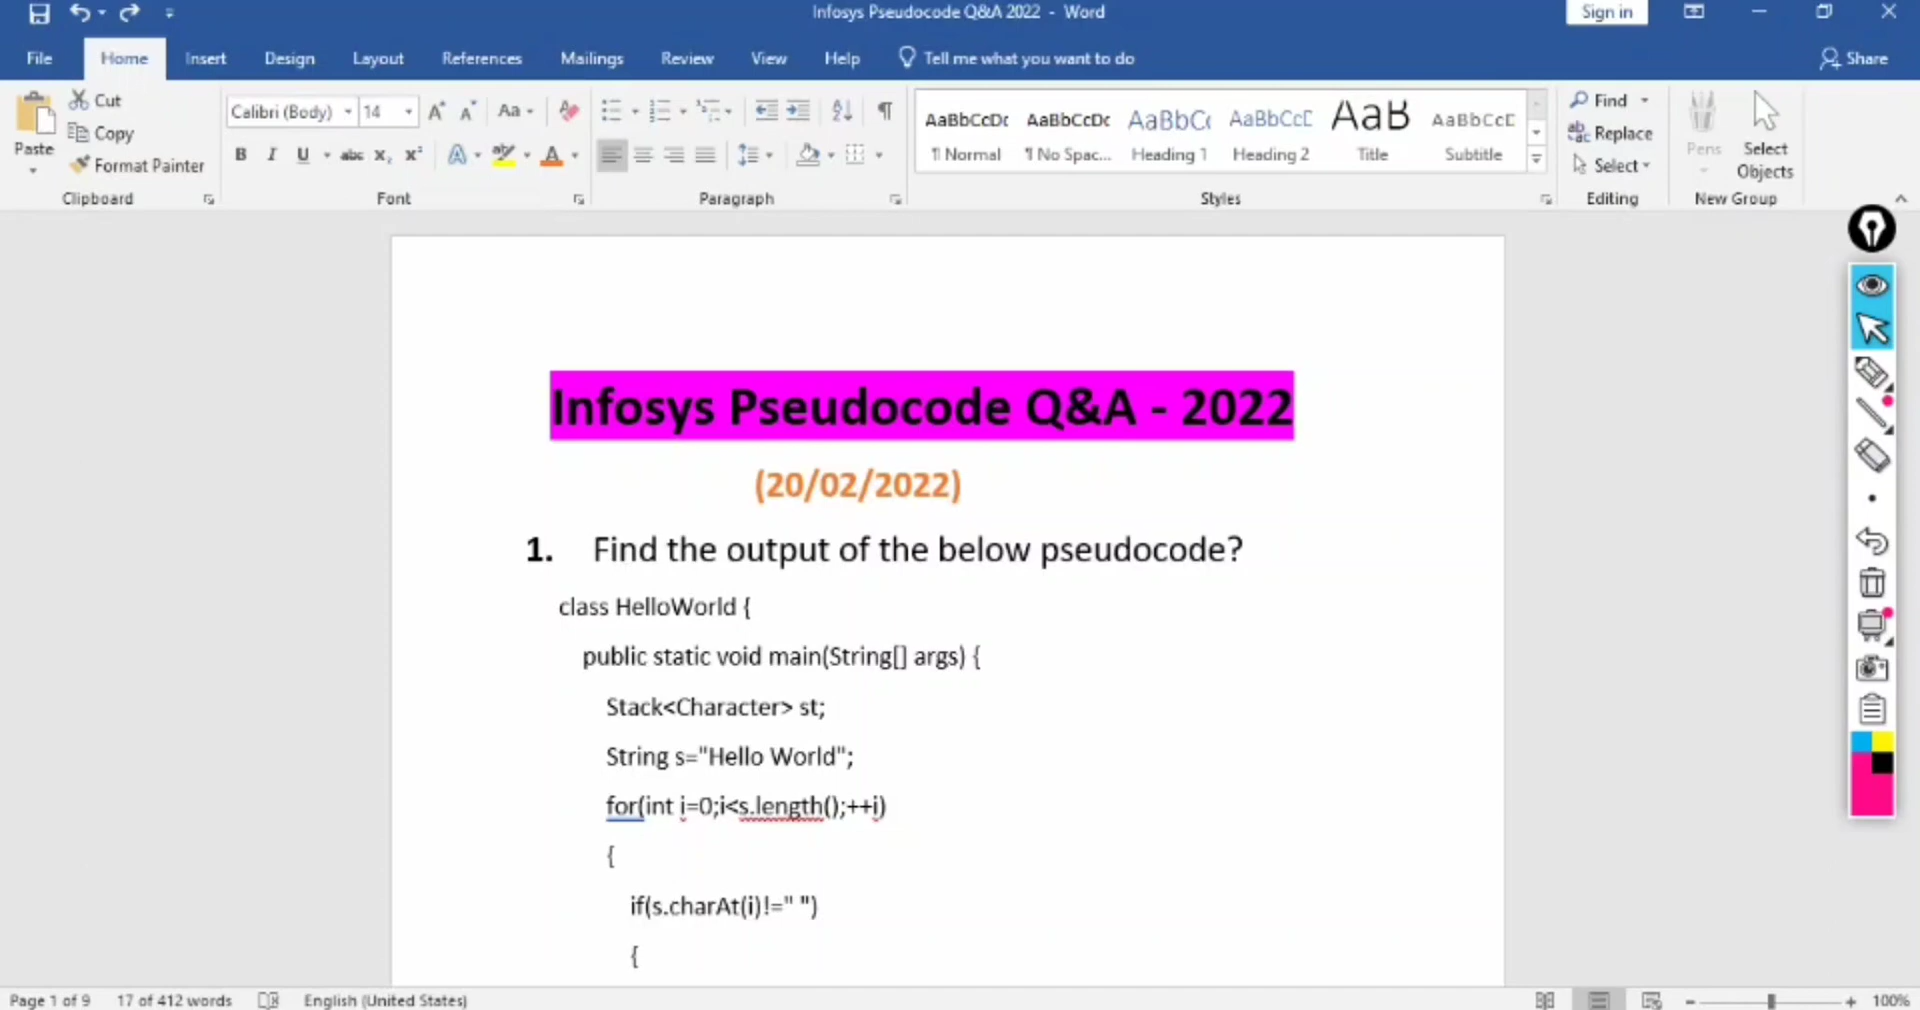 Infosys Pseudocode Q&A 2022 - Word
Sign in
File Home Insert Design Layout References Mailings Review View Help Tell me what you want to do
Share
Paste
Cut
Copy
Format Painter
Clipboard
Calibri (Body) 14
Font
Paragraph
AaBbCcDc AaBbCcDc AaBbCc AaBbCcD AaB AaBbCcD
¶ Normal ¶ No Spac... Heading 1 Heading 2 Title Subtitle
Styles
Find
Replace
Select
Editing
Pens
Select Objects
New Group
Infosys Pseudocode Q&A - 2022
(20/02/2022)
1. Find the output of the below pseudocode?
class HelloWorld {
public static void main(String[] args) {
Stack<Character> st;
String s="Hello World";
for(int i=0;i<s.length();++i)
{
if(s.charAt(i)!=" ")
{
Page 1 of 9 17 of 412 words English (United States)
100%